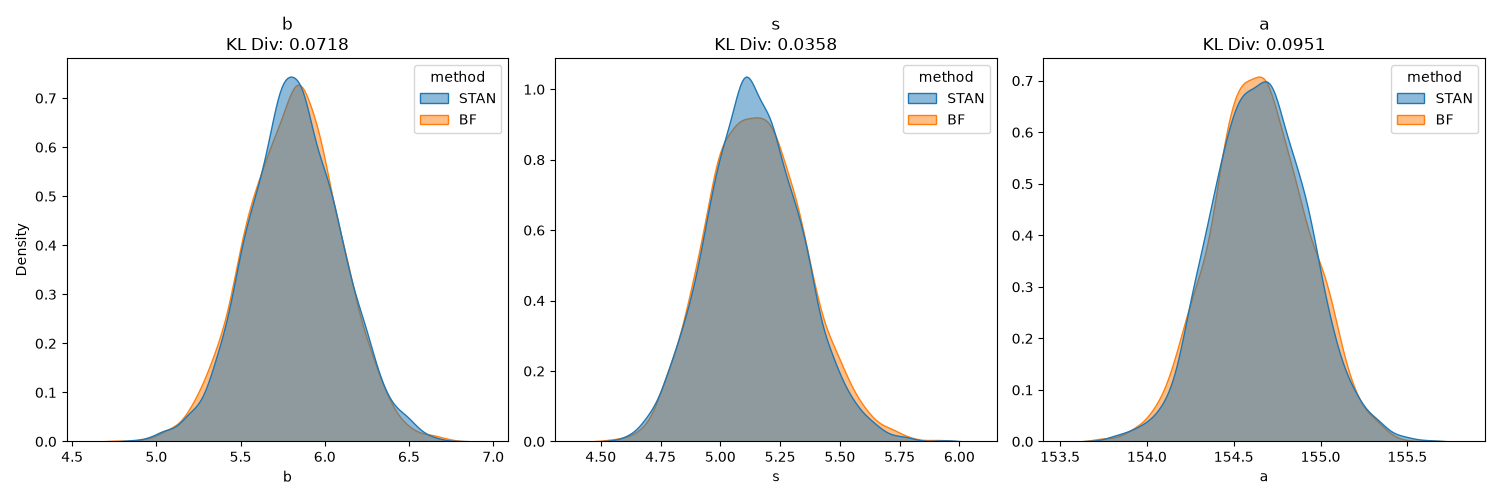 b
KL Div: 0.0718
method
STAN
BF
Density
0.7
0.6
0.5
0.4
0.3
0.2
0.1
0.0
4.5 5.0 5.5 6.0 6.5 7.0
b
s
KL Div: 0.0358
method
STAN
BF
1.0
0.8
0.6
0.4
0.2
0.0
4.50 4.75 5.00 5.25 5.50 5.75 6.00
s
a
KL Div: 0.0951
method
STAN
BF
0.7
0.6
0.5
0.4
0.3
0.2
0.1
0.0
153.5 154.0 154.5 155.0 155.5
a